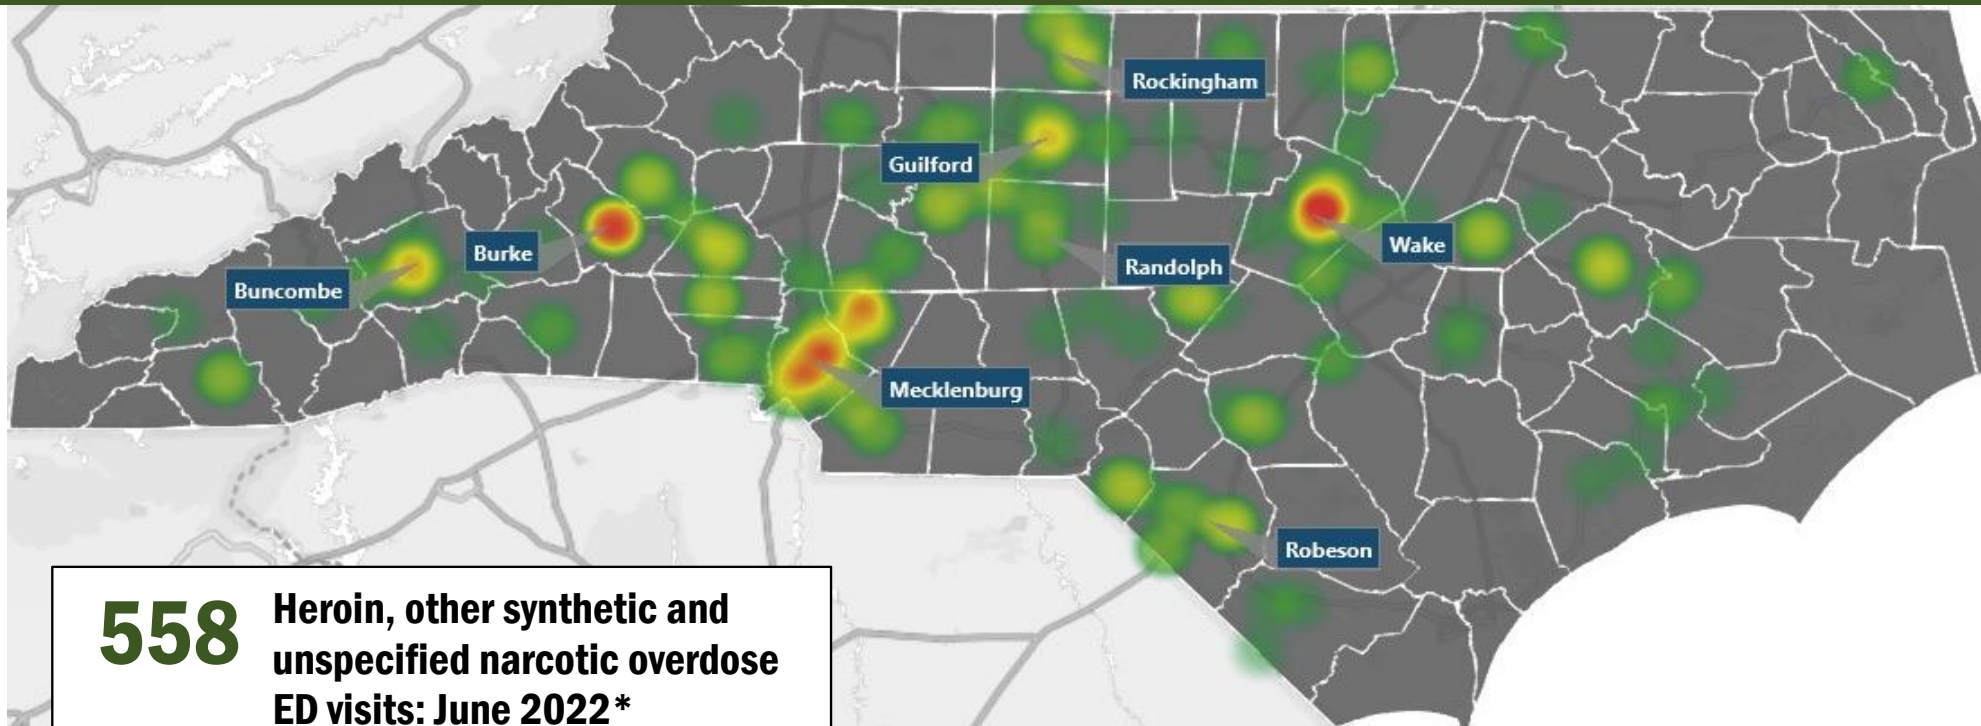 Rockingham
Guilford
Burke
Wake
Randolph
Buncombe
Mecklenburg
Robeson
558
Heroin, other synthetic and
unspecified narcotic overdose
ED visits: June 2022*